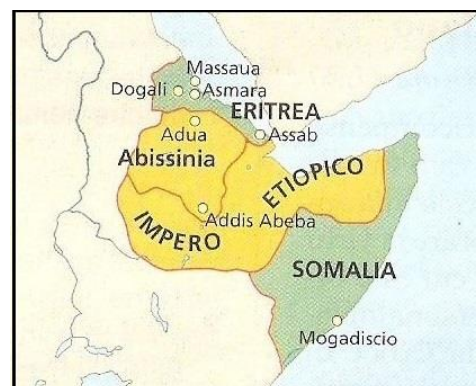 Massaua
Dogali
Asmara
ERITREA
Adua
Assab
Abissinia
IMPERO
ETIOPICO
Addis Abeba
SOMALIA
Mogadiscio